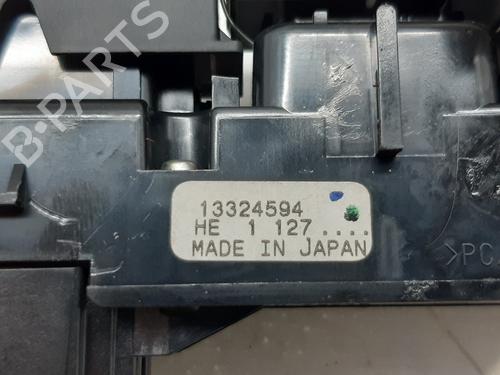 B-PARTS
13324594
HE 1 127 ....
MADE IN JAPAN
>PC